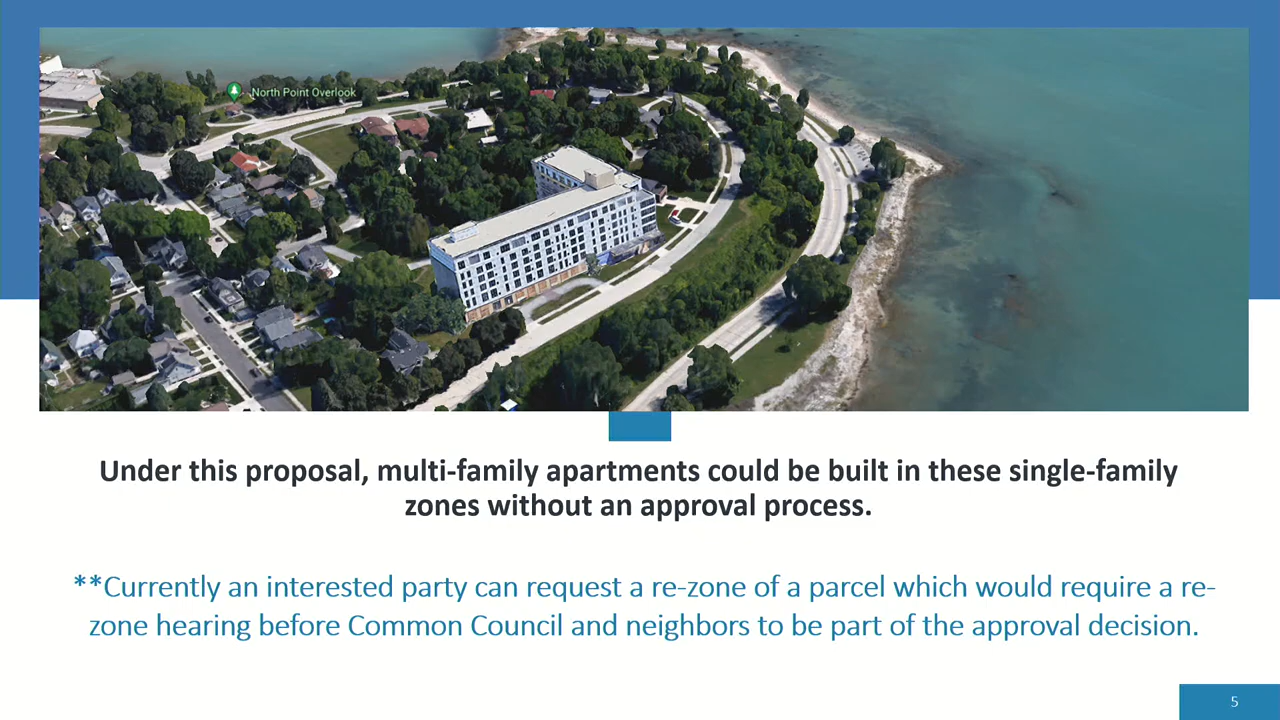 North Point Overlook
Under this proposal, multi-family apartments could be built in these single-family
zones without an approval process.
**Currently an interested party can request a re-zone of a parcel which would require a re-
zone hearing before Common Council and neighbors to be part of the approval decision.
5